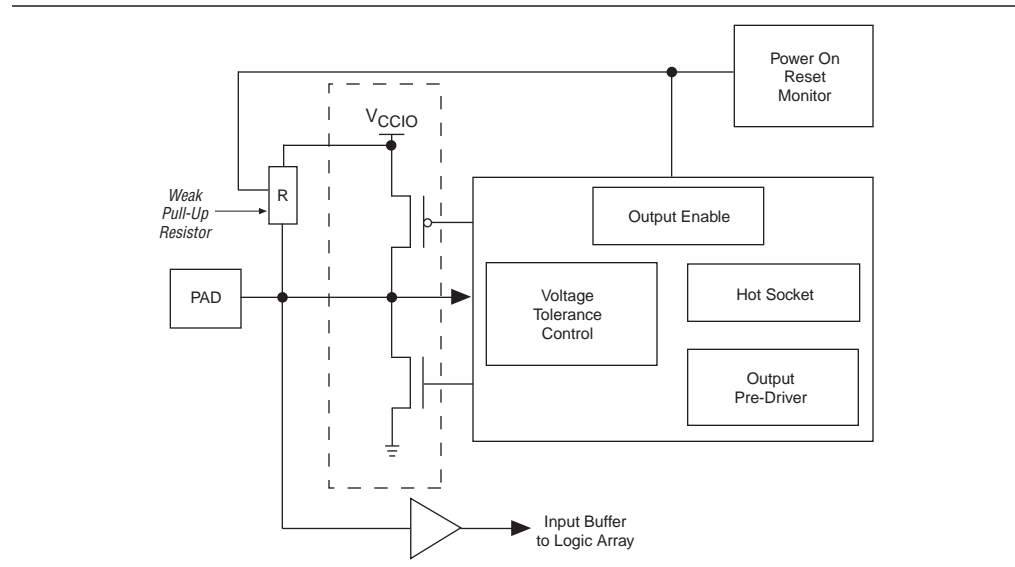 Power On
Reset
Monitor
V_CCIO
R
Weak
Pull-Up
Resistor
Output Enable
PAD
Voltage
Tolerance
Control
Hot Socket
Output
Pre-Driver
Input Buffer
to Logic Array